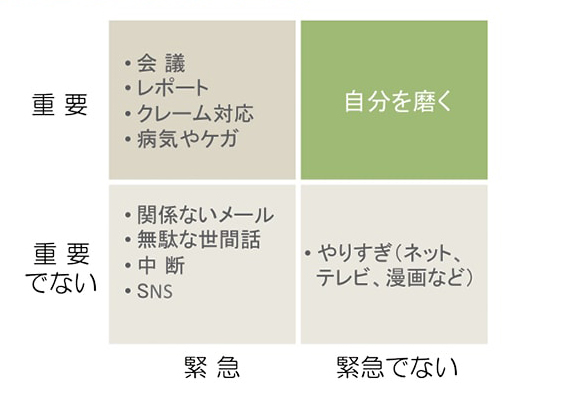 重 要
・会 議
・レポート
・クレーム対応
・病気やケガ
自分を磨く
重 要
でない
・関係ないメール
・無駄な世間話
・中 断
・SNS
・やりすぎ（ネット、
テレビ、漫画など）
緊 急
緊急でない